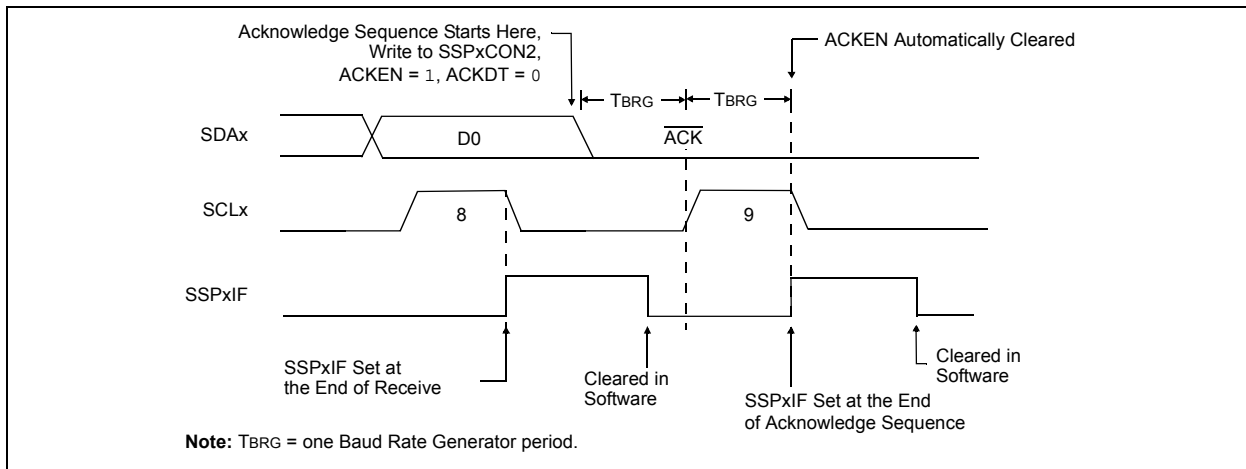 Acknowledge Sequence Starts Here,
Write to SSPxCON2,
ACKEN = 1, ACKDT = 0
ACKEN Automatically Cleared
TBRG
TBRG
SDAx
D0
ACK
SCLx
8
9
SSPxIF
SSPxIF Set at
the End of Receive
Cleared in
Software
SSPxIF Set at the End
of Acknowledge Sequence
Cleared in
Software
Note: TBRG = one Baud Rate Generator period.